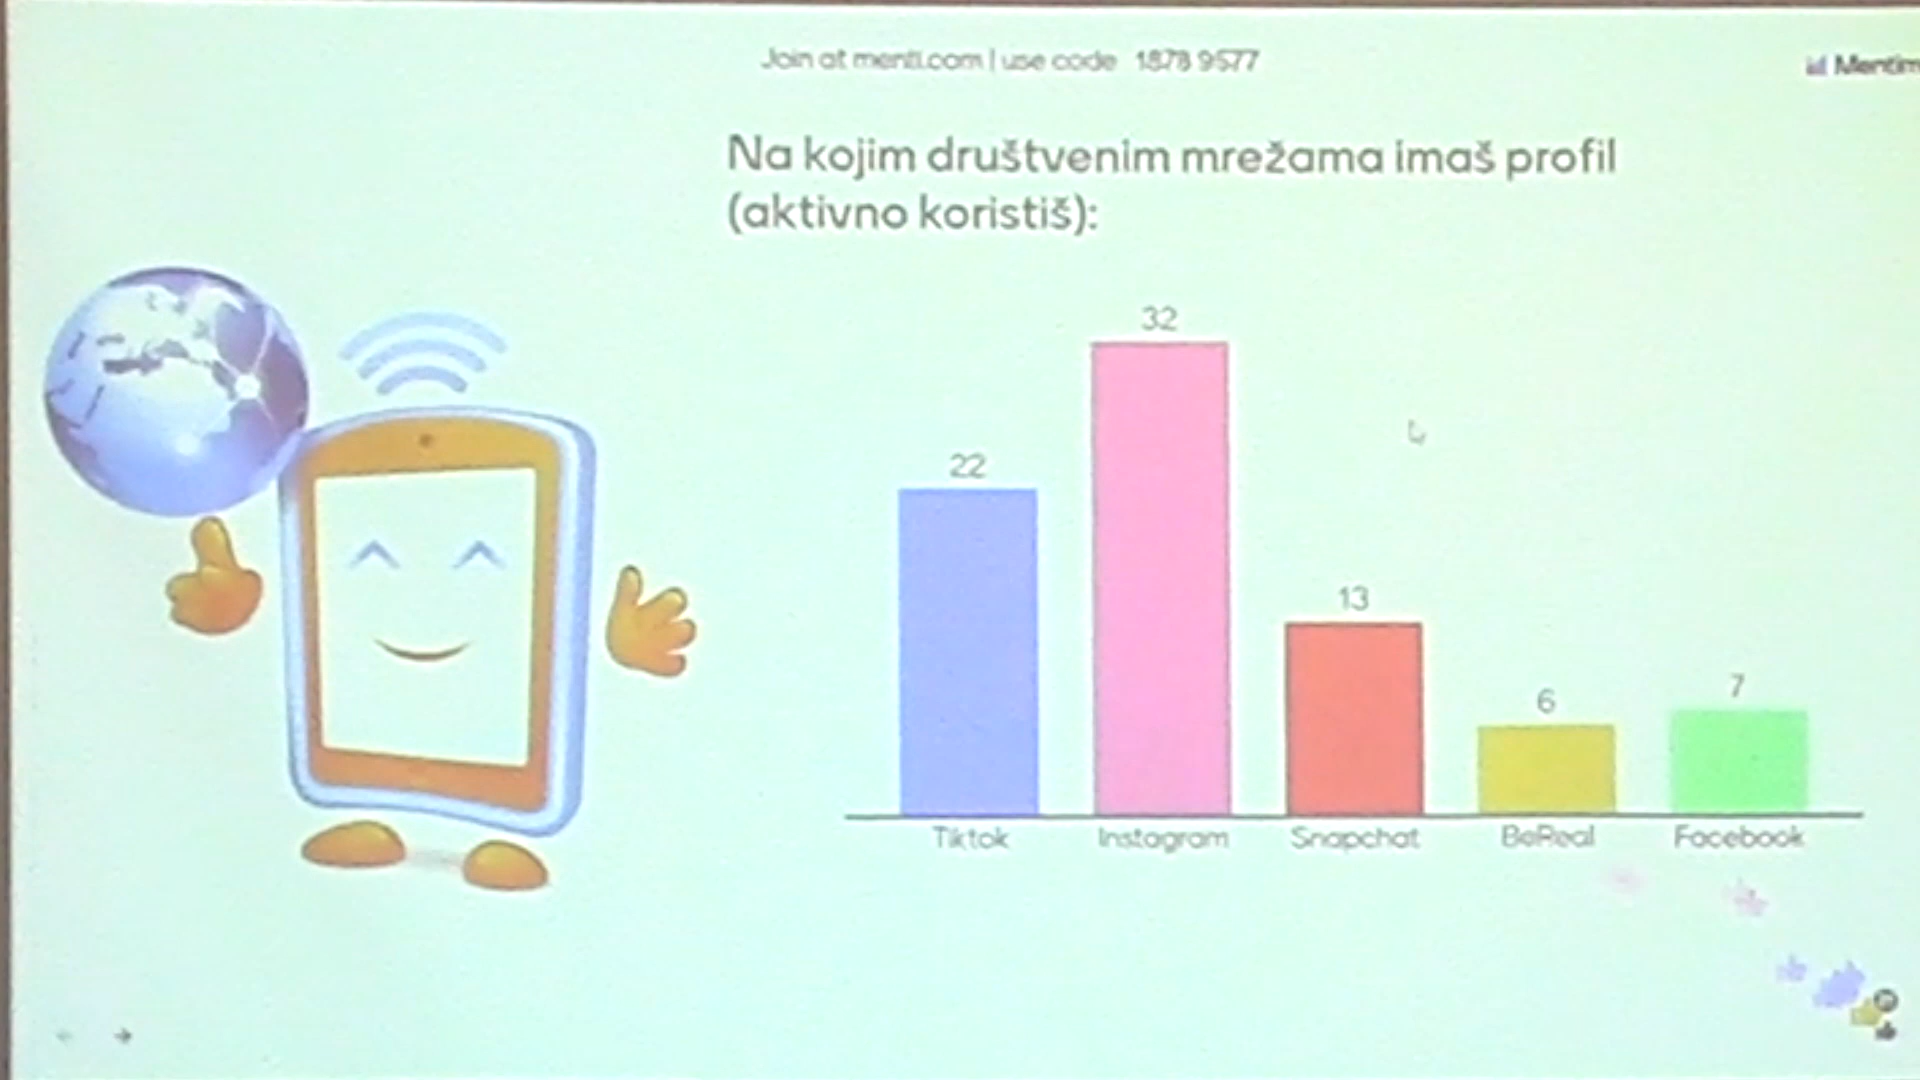 Join at menti.com | use code 1878 9577
Mentim
Na kojim društvenim mrežama imaš profil
(aktivno koristiš):
32
22
13
7
6
Tiktok Instagram Snapchat BeReal Facebook